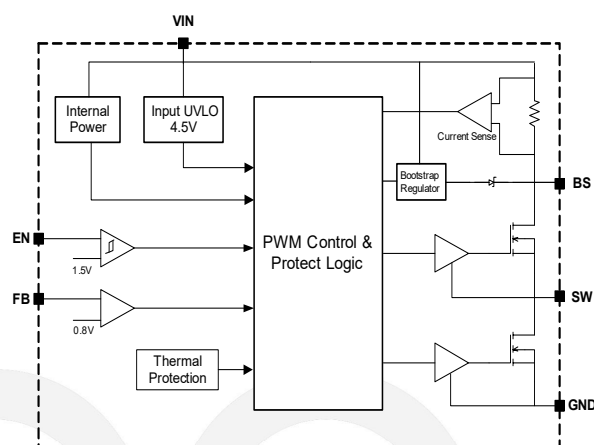 VIN
Internal
Power
Input UVLO
4.5V
Current Sense
Bootstrap
Regulator
BS
EN
1.5V
PWM Control &
Protect Logic
SW
FB
0.8V
Thermal
Protection
GND